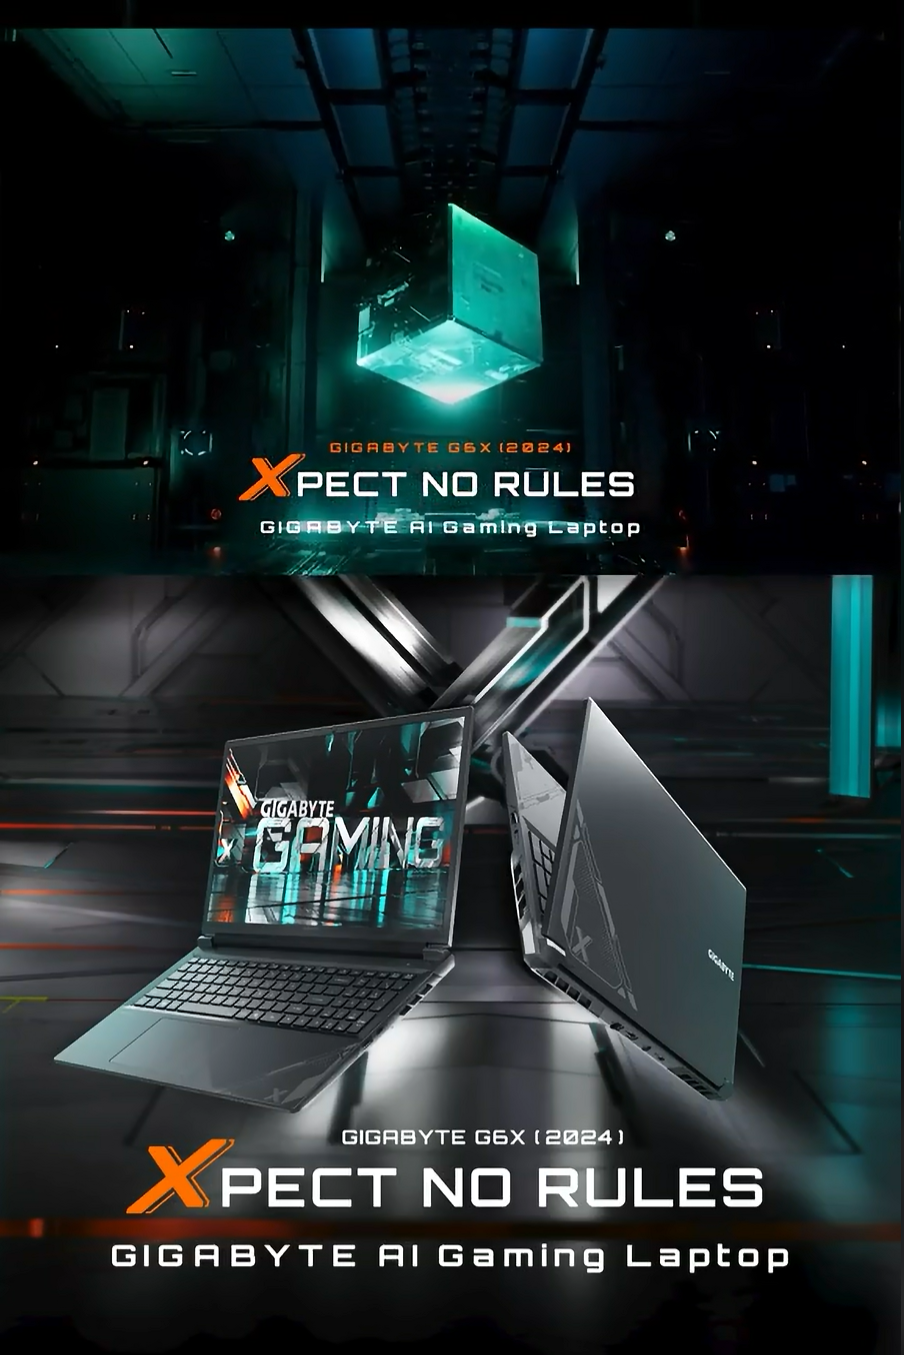 GIGABYTE G6X (2024)
XPECT NO RULES
GIGABYTE AI Gaming Laptop
GIGABYTE
GAMING
X
X
GIGABYTE
X
GIGABYTE G6X (2024)
XPECT NO RULES
GIGABYTE AI Gaming Laptop